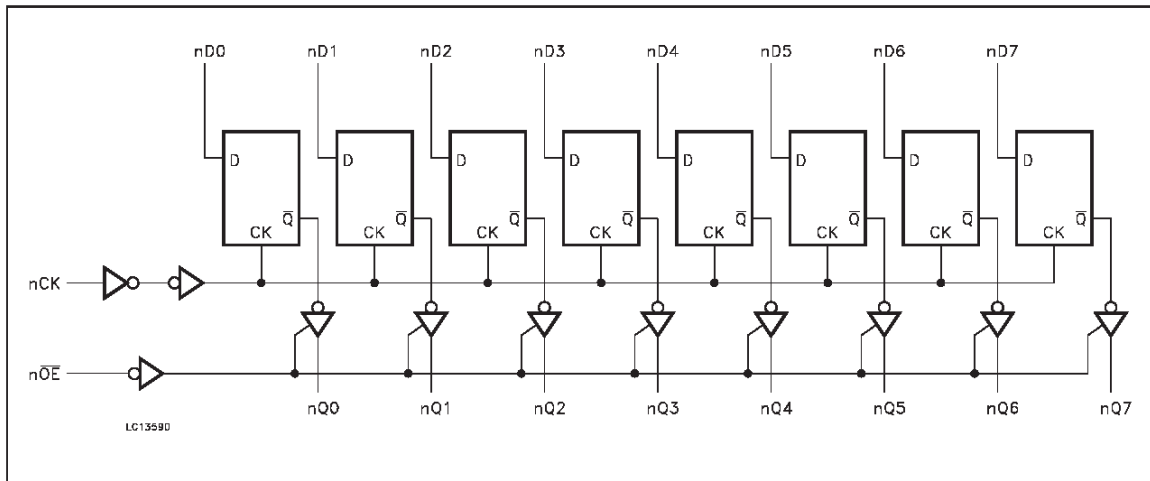 nD0 nD1 nD2 nD3 nD4 nD5 nD6 nD7
D D D D D D D D
Q̅ Q̅ Q̅ Q̅ Q̅ Q̅ Q̅ Q̅
CK CK CK CK CK CK CK CK
nCK
nO̅E̅
nQ0 nQ1 nQ2 nQ3 nQ4 nQ5 nQ6 nQ7
LC13590